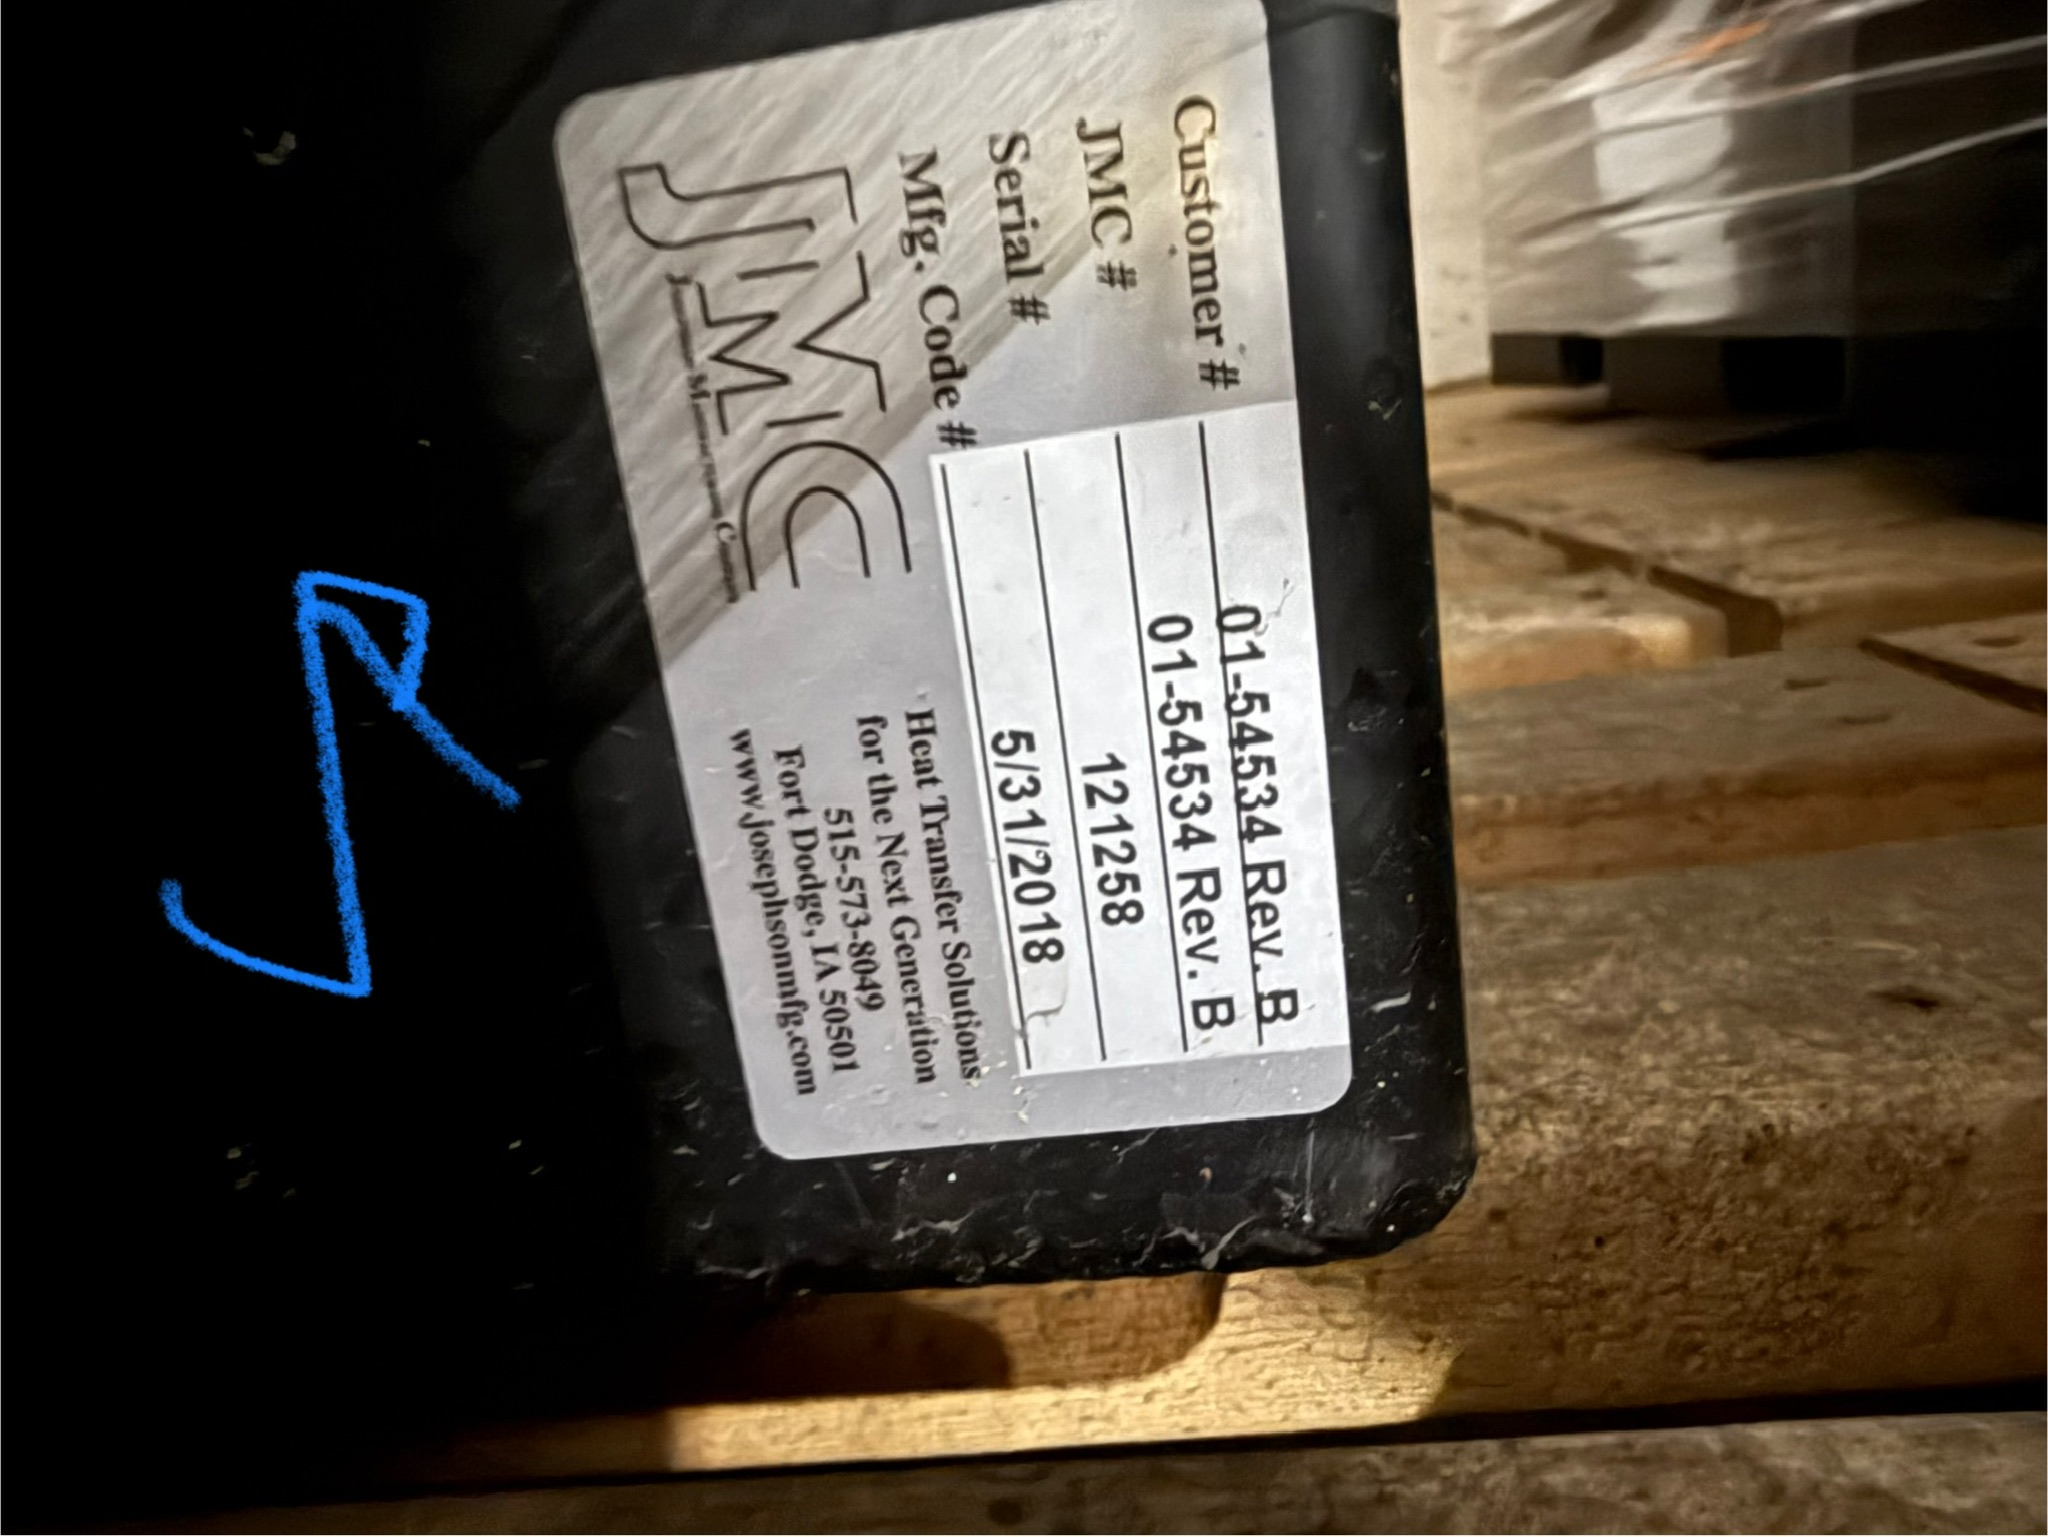 Customer # 01-54534 Rev. B
JMC # 01-54534 Rev. B
Serial # 121258
Mfg. Code # 5/31/2018
JMC
Heat Transfer Solutions
for the Next Generation
515-573-8049
Fort Dodge, IA 50501
www.josephsonmfg.com